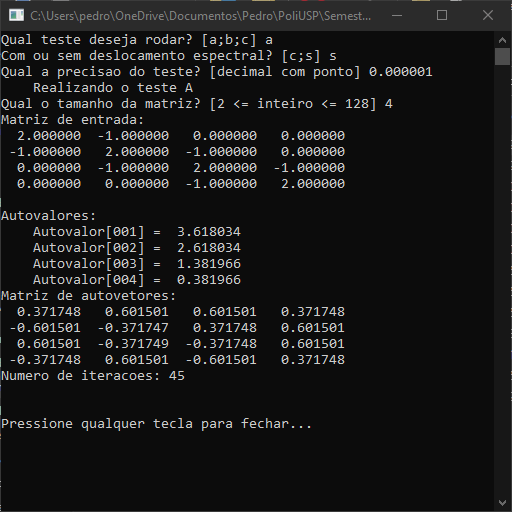 C:\Users\pedro\OneDrive\Documentos\Pedro\PoliUSP\Semest...
Qual teste deseja rodar? [a;b;c] a
Com ou sem deslocamento espectral? [c;s] s
Qual a precisao do teste? [decimal com ponto] 0.000001
    Realizando o teste A
Qual o tamanho da matriz? [2 <= inteiro <= 128] 4
Matriz de entrada:
  2.000000  -1.000000   0.000000   0.000000
 -1.000000   2.000000  -1.000000   0.000000
  0.000000  -1.000000   2.000000  -1.000000
  0.000000   0.000000  -1.000000   2.000000
Autovalores:
    Autovalor[001] =  3.618034
    Autovalor[002] =  2.618034
    Autovalor[003] =  1.381966
    Autovalor[004] =  0.381966
Matriz de autovetores:
  0.371748   0.601501   0.601501   0.371748
 -0.601501  -0.371747   0.371748   0.601501
  0.601501  -0.371749  -0.371748   0.601501
 -0.371748   0.601501  -0.601501   0.371748
Numero de iteracoes: 45
Pressione qualquer tecla para fechar...